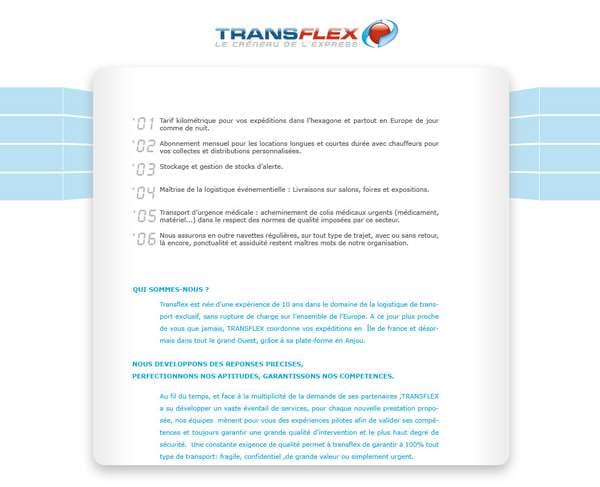 TRANSFLEX
LE CRÉNEAU DE L'EXPRESS
°01 Tarif kilométrique pour vos expéditions dans l'hexagone et partout en Europe de jour
comme de nuit.
°02 Abonnement mensuel pour les locations longues et courtes durée avec chauffeurs pour
vos collectes et distributions personnalisées.
°03 Stockage et gestion de stocks d'alerte.
°04 Maîtrise de la logistique événementielle : Livraisons sur salons, foires et expositions.
°05 Transport d'urgence médicale : acheminement de colis médicaux urgents (médicament,
matériel...) dans le respect des normes de qualité imposées par ce secteur.
°06 Nous assurons en outre navettes régulières, sur tout type de trajet, avec ou sans retour,
là encore, ponctualité et assiduité restent maîtres mots de notre organisation.
QUI SOMMES-NOUS ?
Transflex est née d'une expérience de 10 ans dans le domaine de la logistique de trans-
port exclusif, sans rupture de charge sur l'ensemble de l'Europe. A ce jour plus proche
de vous que jamais, TRANSFLEX coordonne vos expéditions en Île de france et désor-
mais dans tout le grand Ouest, grâce à sa plate-forme en Anjou.
NOUS DEVELOPPONS DES REPONSES PRECISES,
PERFECTIONNONS NOS APTITUDES, GARANTISSONS NOS COMPETENCES.
Au fil du temps, et face à la multiplicité de la demande de ses partenaires ,TRANSFLEX
a su développer un vaste éventail de services, pour chaque nouvelle prestation propo-
sée, nos équipes mènent pour vous des expériences pilotes afin de valider ses compé-
tences et toujours garantir une grande qualité d'intervention et le plus haut degré de
sécurité. Une constante exigence de qualité permet à transflex de garantir à 100% tout
type de transport: fragile, confidentiel ,de grande valeur ou simplement urgent.